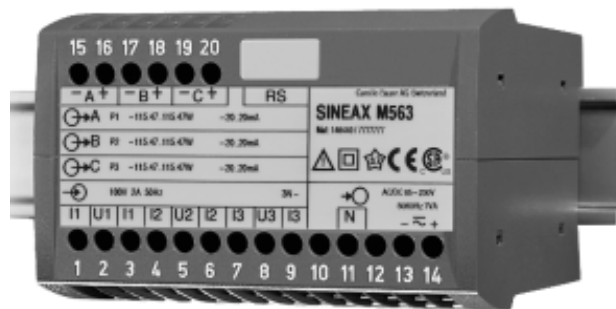 15 16 17 18 19 20
− A + − B + − C + RS
Camille Bauer AG Switzerland
SINEAX M563
A P1 -115.47..115.47W -20..20mA
B P2 -115.47..115.47W -20..20mA
C P3 -115.47..115.47W -20..20mA
100V 2A 50Hz 3N~
N
AC/DC 85-230V
− +
I1 U1 I1 I2 U2 I2 I3 U3 I3
1 2 3 4 5 6 7 8 9 10 11 12 13 14